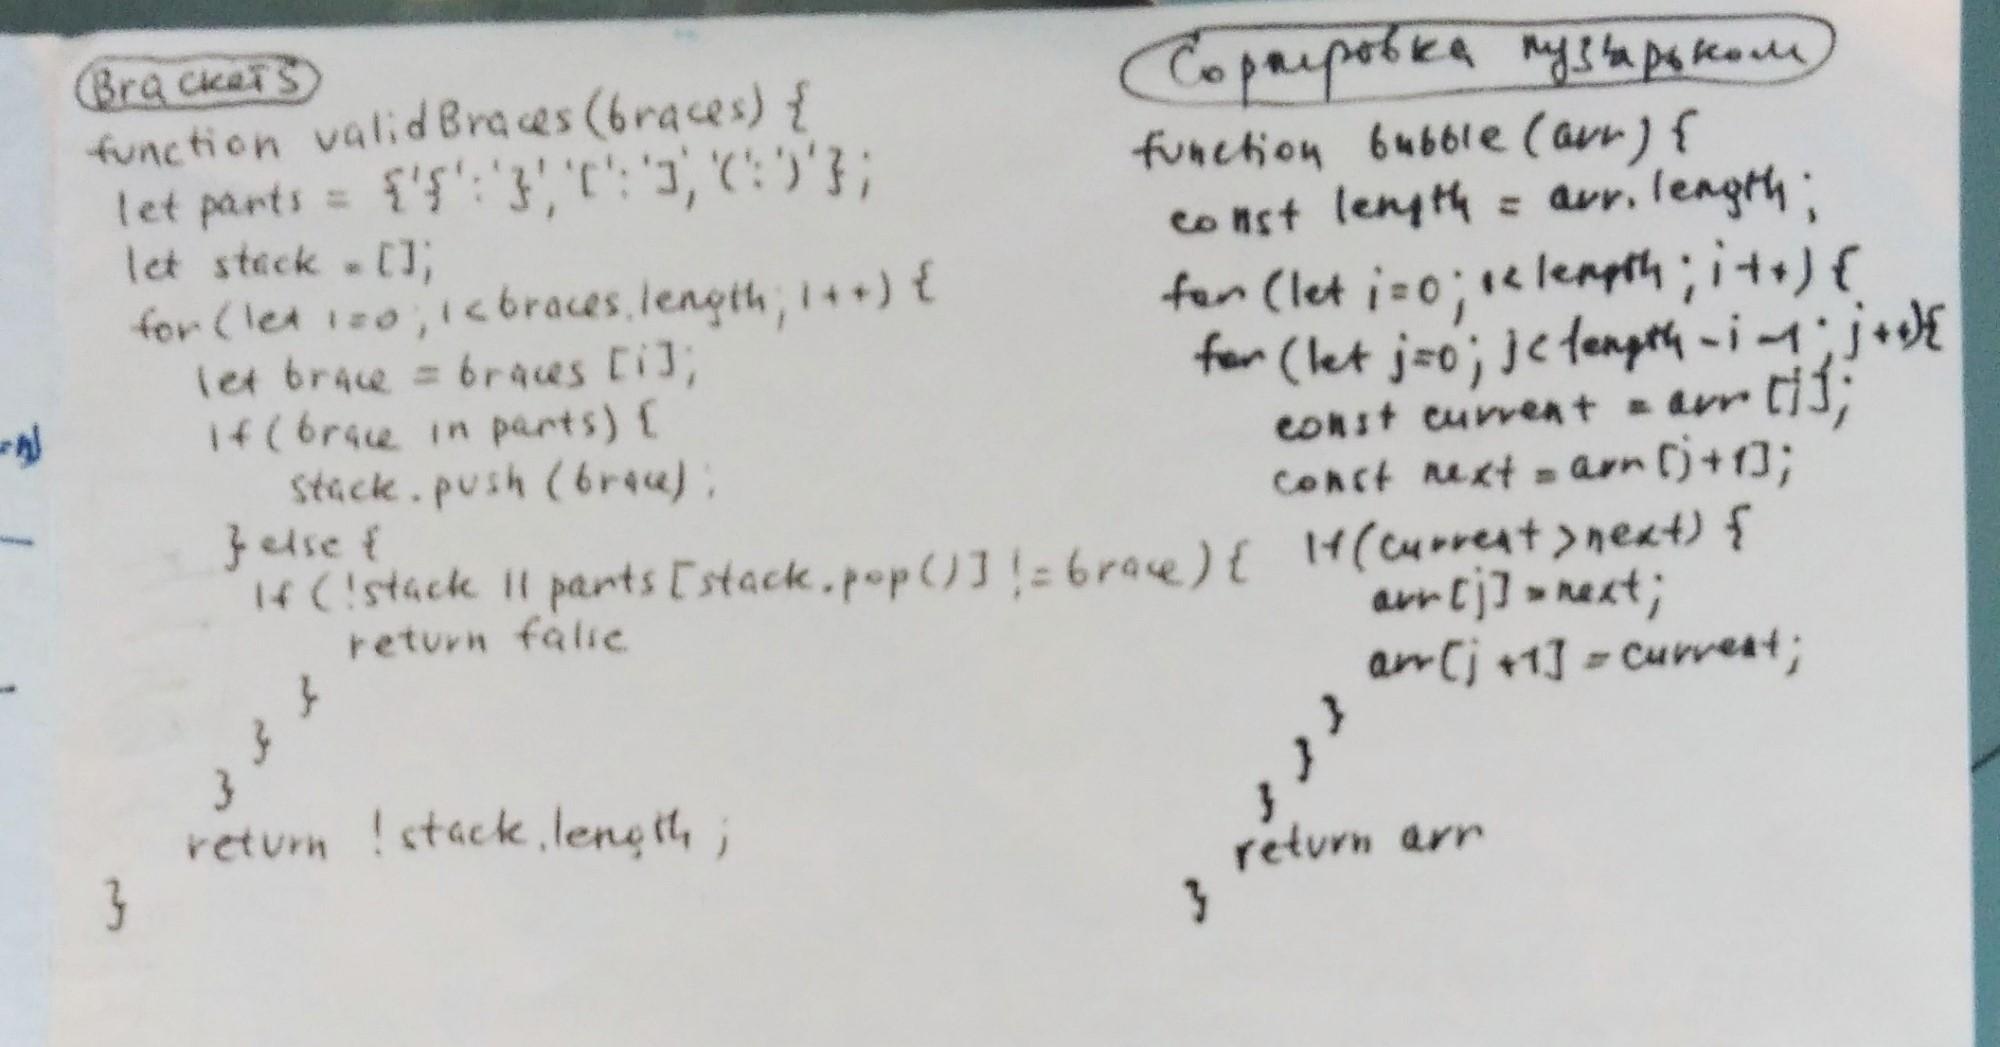 Brackets
function validBraces(braces) {
let parts = {'{':'}','[':']','(':')'};
let stack = [];
for(let i=0; i<braces.length; i++) {
let brace = braces [i];
if (brace in parts) {
stack.push (brace);
} else {
if (!stack || parts [stack.pop()] != brace) {
return false
}
}
}
return !stack.length;
}
Сортировка пузырьком
function bubble (arr) {
const length = arr.length;
for (let i=0; i<length; i++) {
for (let j=0; j<length-i-1; j++){
const current = arr [j];
const next = arr [j+1];
if (current > next) {
arr [j] = next;
arr [j+1] = current;
}
}
}
return arr
}